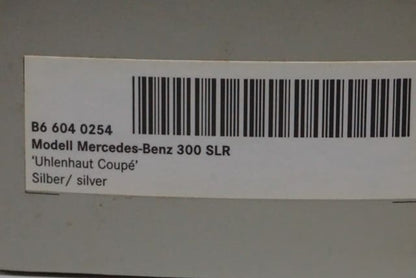 B6 604 0254
Modell Mercedes-Benz 300 SLR
‘Uhlenhaut Coupé’
Silber/ silver